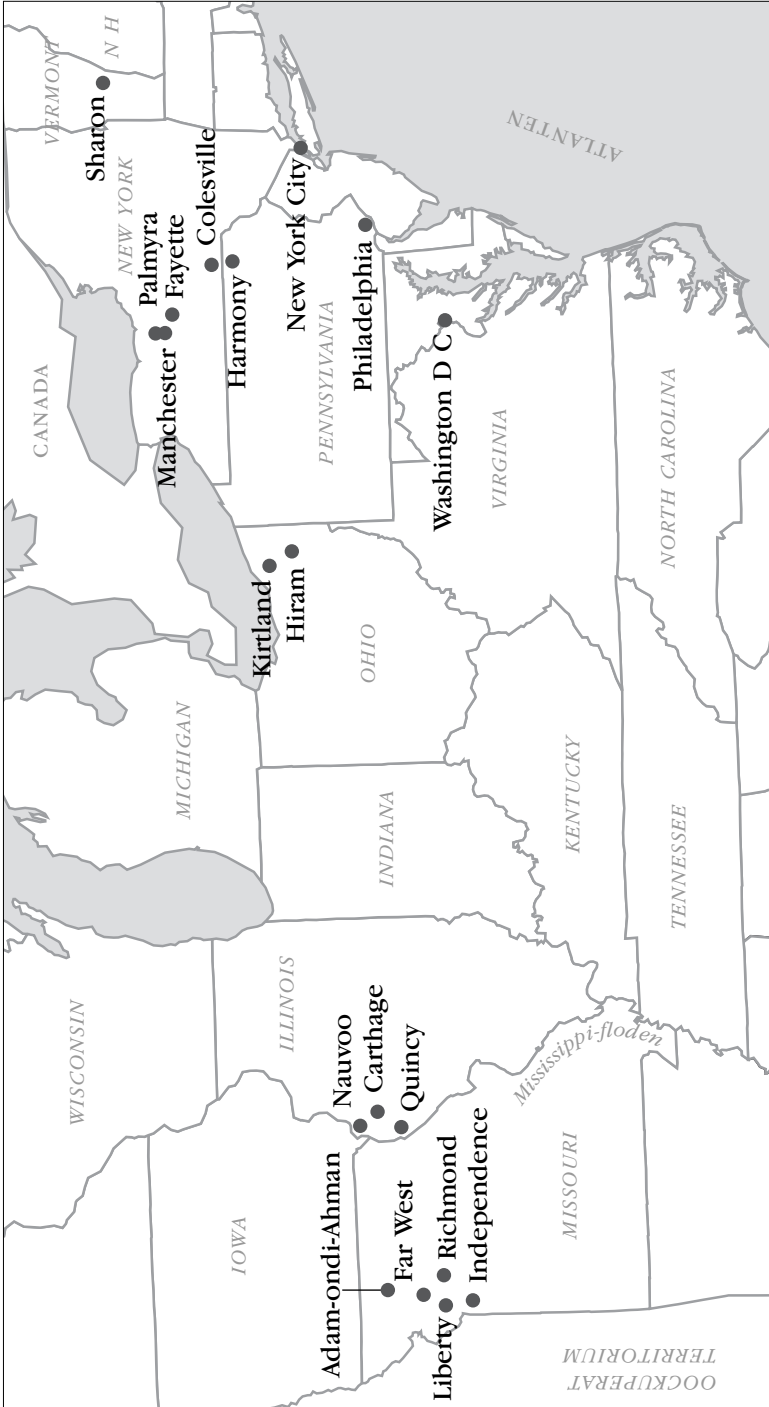 CANADA
VERMONT
N H
Sharon
NEW YORK
Palmyra
Fayette
Manchester
Colesville
Harmony
New York City
PENNSYLVANIA
Philadelphia
Washington D C
ATLANTEN
VIRGINIA
NORTH CAROLINA
Kirtland
Hiram
OHIO
MICHIGAN
INDIANA
KENTUCKY
TENNESSEE
WISCONSIN
ILLINOIS
Nauvoo
Carthage
Quincy
Mississippi-floden
IOWA
Adam-ondi-Ahman
Far West
Richmond
Liberty
Independence
MISSOURI
OOCKUPERAT
TERRITORIUM